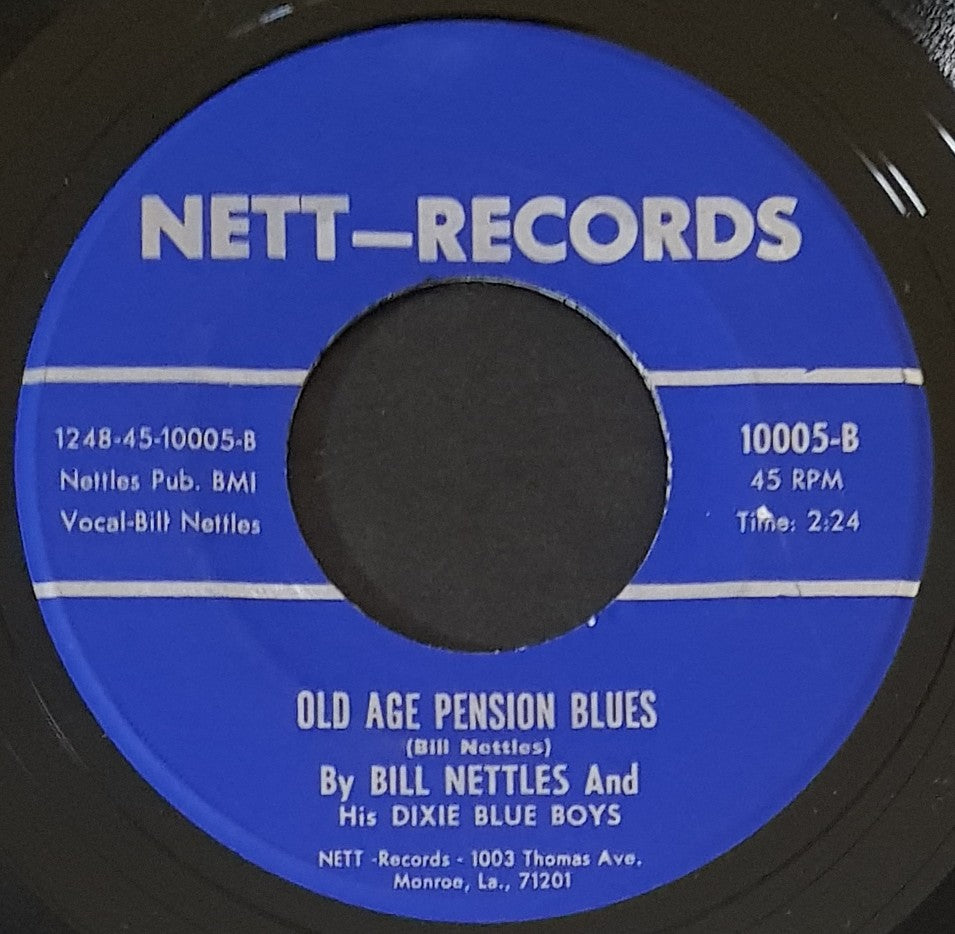 NETT-RECORDS
1248-45-10005-B
Nettles Pub. BMI
Vocal-Bill Nettles
10005-B
45 RPM
Time: 2:24
OLD AGE PENSION BLUES
(Bill Nettles)
By BILL NETTLES And
His DIXIE BLUE BOYS
NETT -Records - 1003 Thomas Ave.
Monroe, La., 71201